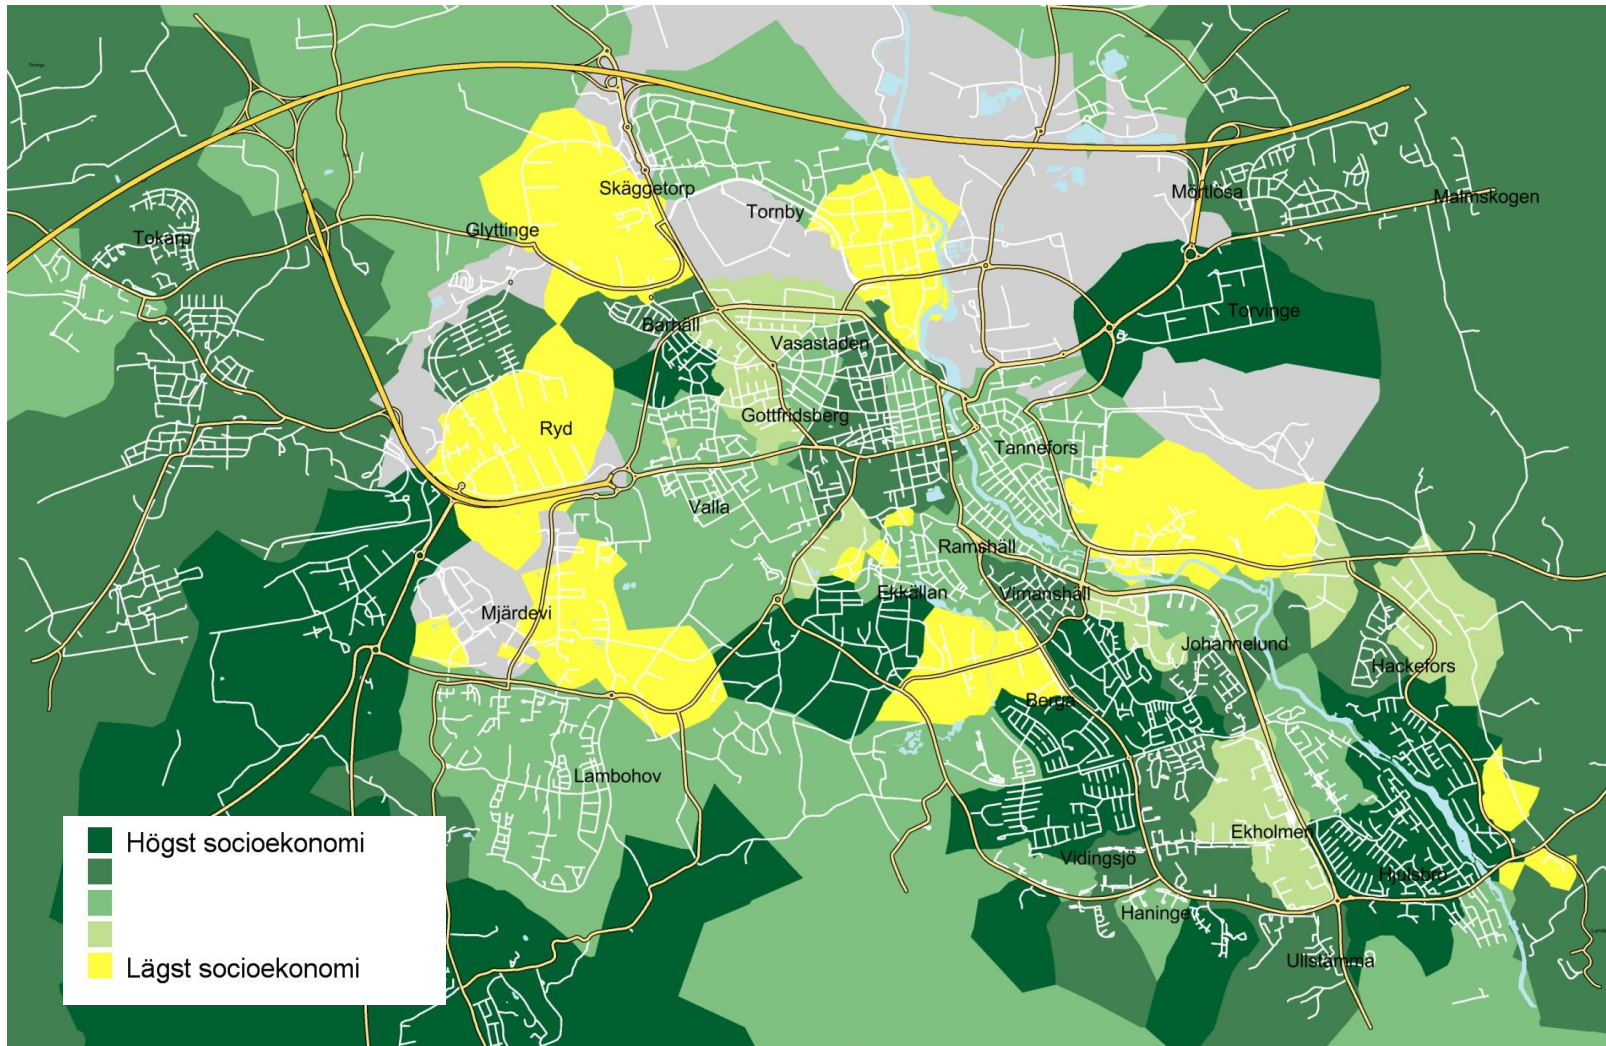 Skäggetorp
Mörtlösa
Malmskogen
Tornby
Glyttinge
Tokarp
Torvinge
Barhäll
Vasastaden
Gottfridsberg
Ryd
Tannefors
Valla
Ramshäll
Ekkällan
Vimanshäll
Mjärdevi
Johannelund
Hackefors
Berga
Lambohov
Ekholmen
Högst socioekonomi
Vidingsjö
Hjulsbro
Haninge
Ullstämma
Lägst socioekonomi